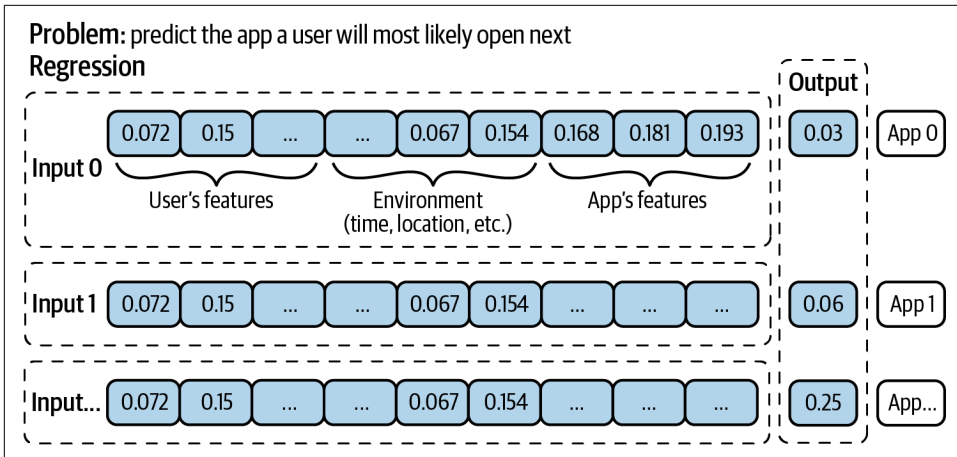 Problem: predict the app a user will most likely open next
Regression
Output
Input 0 0.072 0.15 ... ... 0.067 0.154 0.168 0.181 0.193 0.03 App 0
User's features Environment App's features
(time, location, etc.)
Input 1 0.072 0.15 ... ... 0.067 0.154 ... ... ... 0.06 App 1
Input... 0.072 0.15 ... ... 0.067 0.154 ... ... ... 0.25 App...